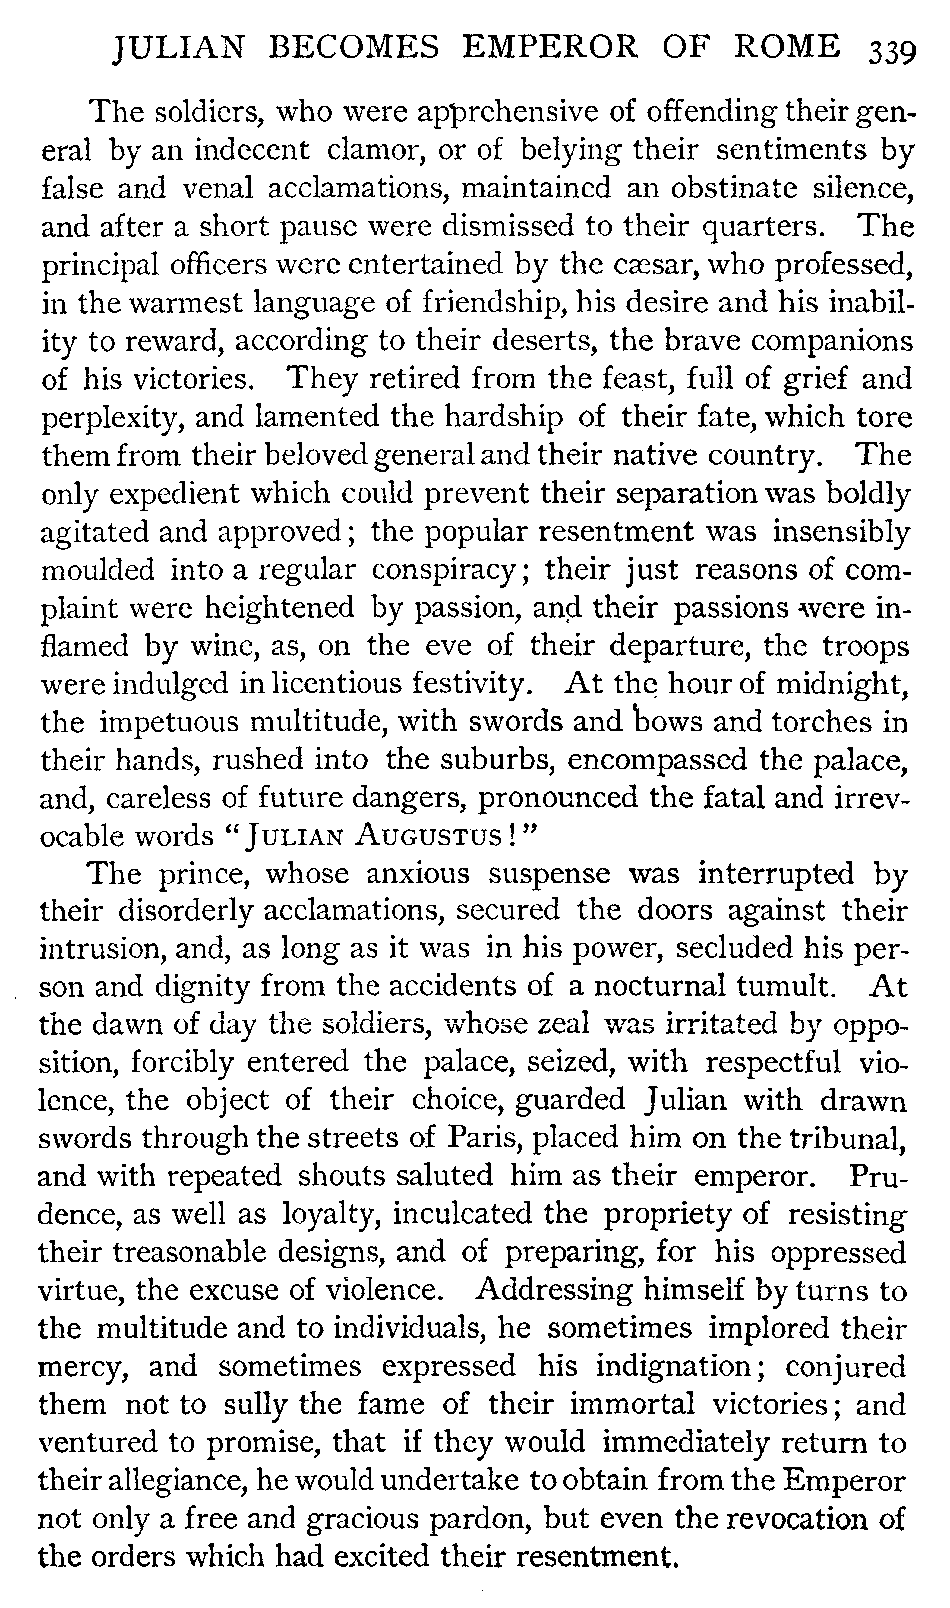 JULIAN BECOMES EMPEROR OF ROME 339
The soldiers, who were apprehensive of offending their gen-
eral by an indecent clamor, or of belying their sentiments by
false and venal acclamations, maintained an obstinate silence,
and after a short pause were dismissed to their quarters. The
principal officers were entertained by the cæsar, who professed,
in the warmest language of friendship, his desire and his inabil-
ity to reward, according to their deserts, the brave companions
of his victories. They retired from the feast, full of grief and
perplexity, and lamented the hardship of their fate, which tore
them from their beloved general and their native country. The
only expedient which could prevent their separation was boldly
agitated and approved; the popular resentment was insensibly
moulded into a regular conspiracy; their just reasons of com-
plaint were heightened by passion, and their passions were in-
flamed by wine, as, on the eve of their departure, the troops
were indulged in licentious festivity. At the hour of midnight,
the impetuous multitude, with swords and bows and torches in
their hands, rushed into the suburbs, encompassed the palace,
and, careless of future dangers, pronounced the fatal and irrev-
ocable words "JULIAN AUGUSTUS!"
The prince, whose anxious suspense was interrupted by
their disorderly acclamations, secured the doors against their
intrusion, and, as long as it was in his power, secluded his per-
son and dignity from the accidents of a nocturnal tumult. At
the dawn of day the soldiers, whose zeal was irritated by oppo-
sition, forcibly entered the palace, seized, with respectful vio-
lence, the object of their choice, guarded Julian with drawn
swords through the streets of Paris, placed him on the tribunal,
and with repeated shouts saluted him as their emperor. Pru-
dence, as well as loyalty, inculcated the propriety of resisting
their treasonable designs, and of preparing, for his oppressed
virtue, the excuse of violence. Addressing himself by turns to
the multitude and to individuals, he sometimes implored their
mercy, and sometimes expressed his indignation; conjured
them not to sully the fame of their immortal victories; and
ventured to promise, that if they would immediately return to
their allegiance, he would undertake to obtain from the Emperor
not only a free and gracious pardon, but even the revocation of
the orders which had excited their resentment.